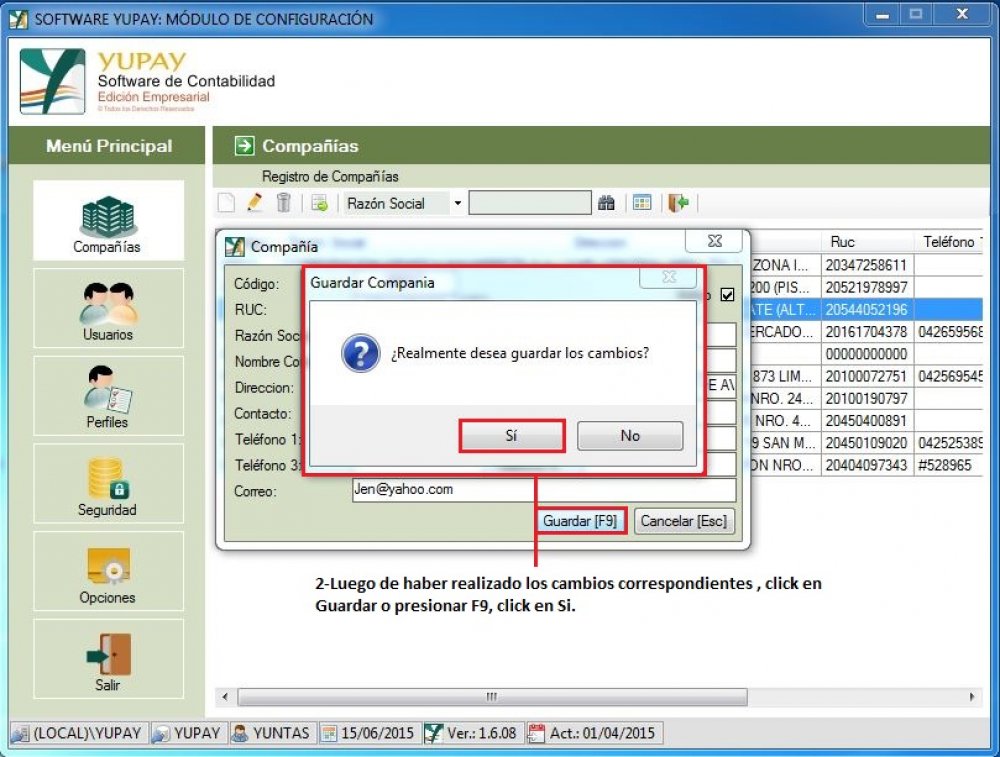 SOFTWARE YUPAY: MÓDULO DE CONFIGURACIÓN
YUPAY
Software de Contabilidad
Edición Empresarial
© Todos los Derechos Reservados
Menú Principal
Compañías
Registro de Compañías
Razón Social
Compañías
Usuarios
Perfiles
Seguridad
Opciones
Salir
Ruc Teléfono
ZONA I... 20347258611
200 (PIS... 20521978997
ATE (ALT... 20544052196
ERCADO... 20161704378 042659568
00000000000
873 LIM... 20100072751 042569545
NRO. 24... 20100190797
NRO. 4... 20450400891
9 SAN M... 20450109020 042525389
ON NRO... 20404097343 #528965
Compañía
Código:
RUC:
Razón Soc
Nombre Co
Direccion:
E AV
Contacto:
Teléfono 1:
Teléfono 3:
Correo: Jen@yahoo.com
Guardar [F9] Cancelar [Esc]
Guardar Compania
¿Realmente desea guardar los cambios?
Sí No
2-Luego de haber realizado los cambios correspondientes , click en
Guardar o presionar F9, click en Si.
(LOCAL)\YUPAY YUPAY YUNTAS 15/06/2015 Ver.: 1.6.08 Act.: 01/04/2015